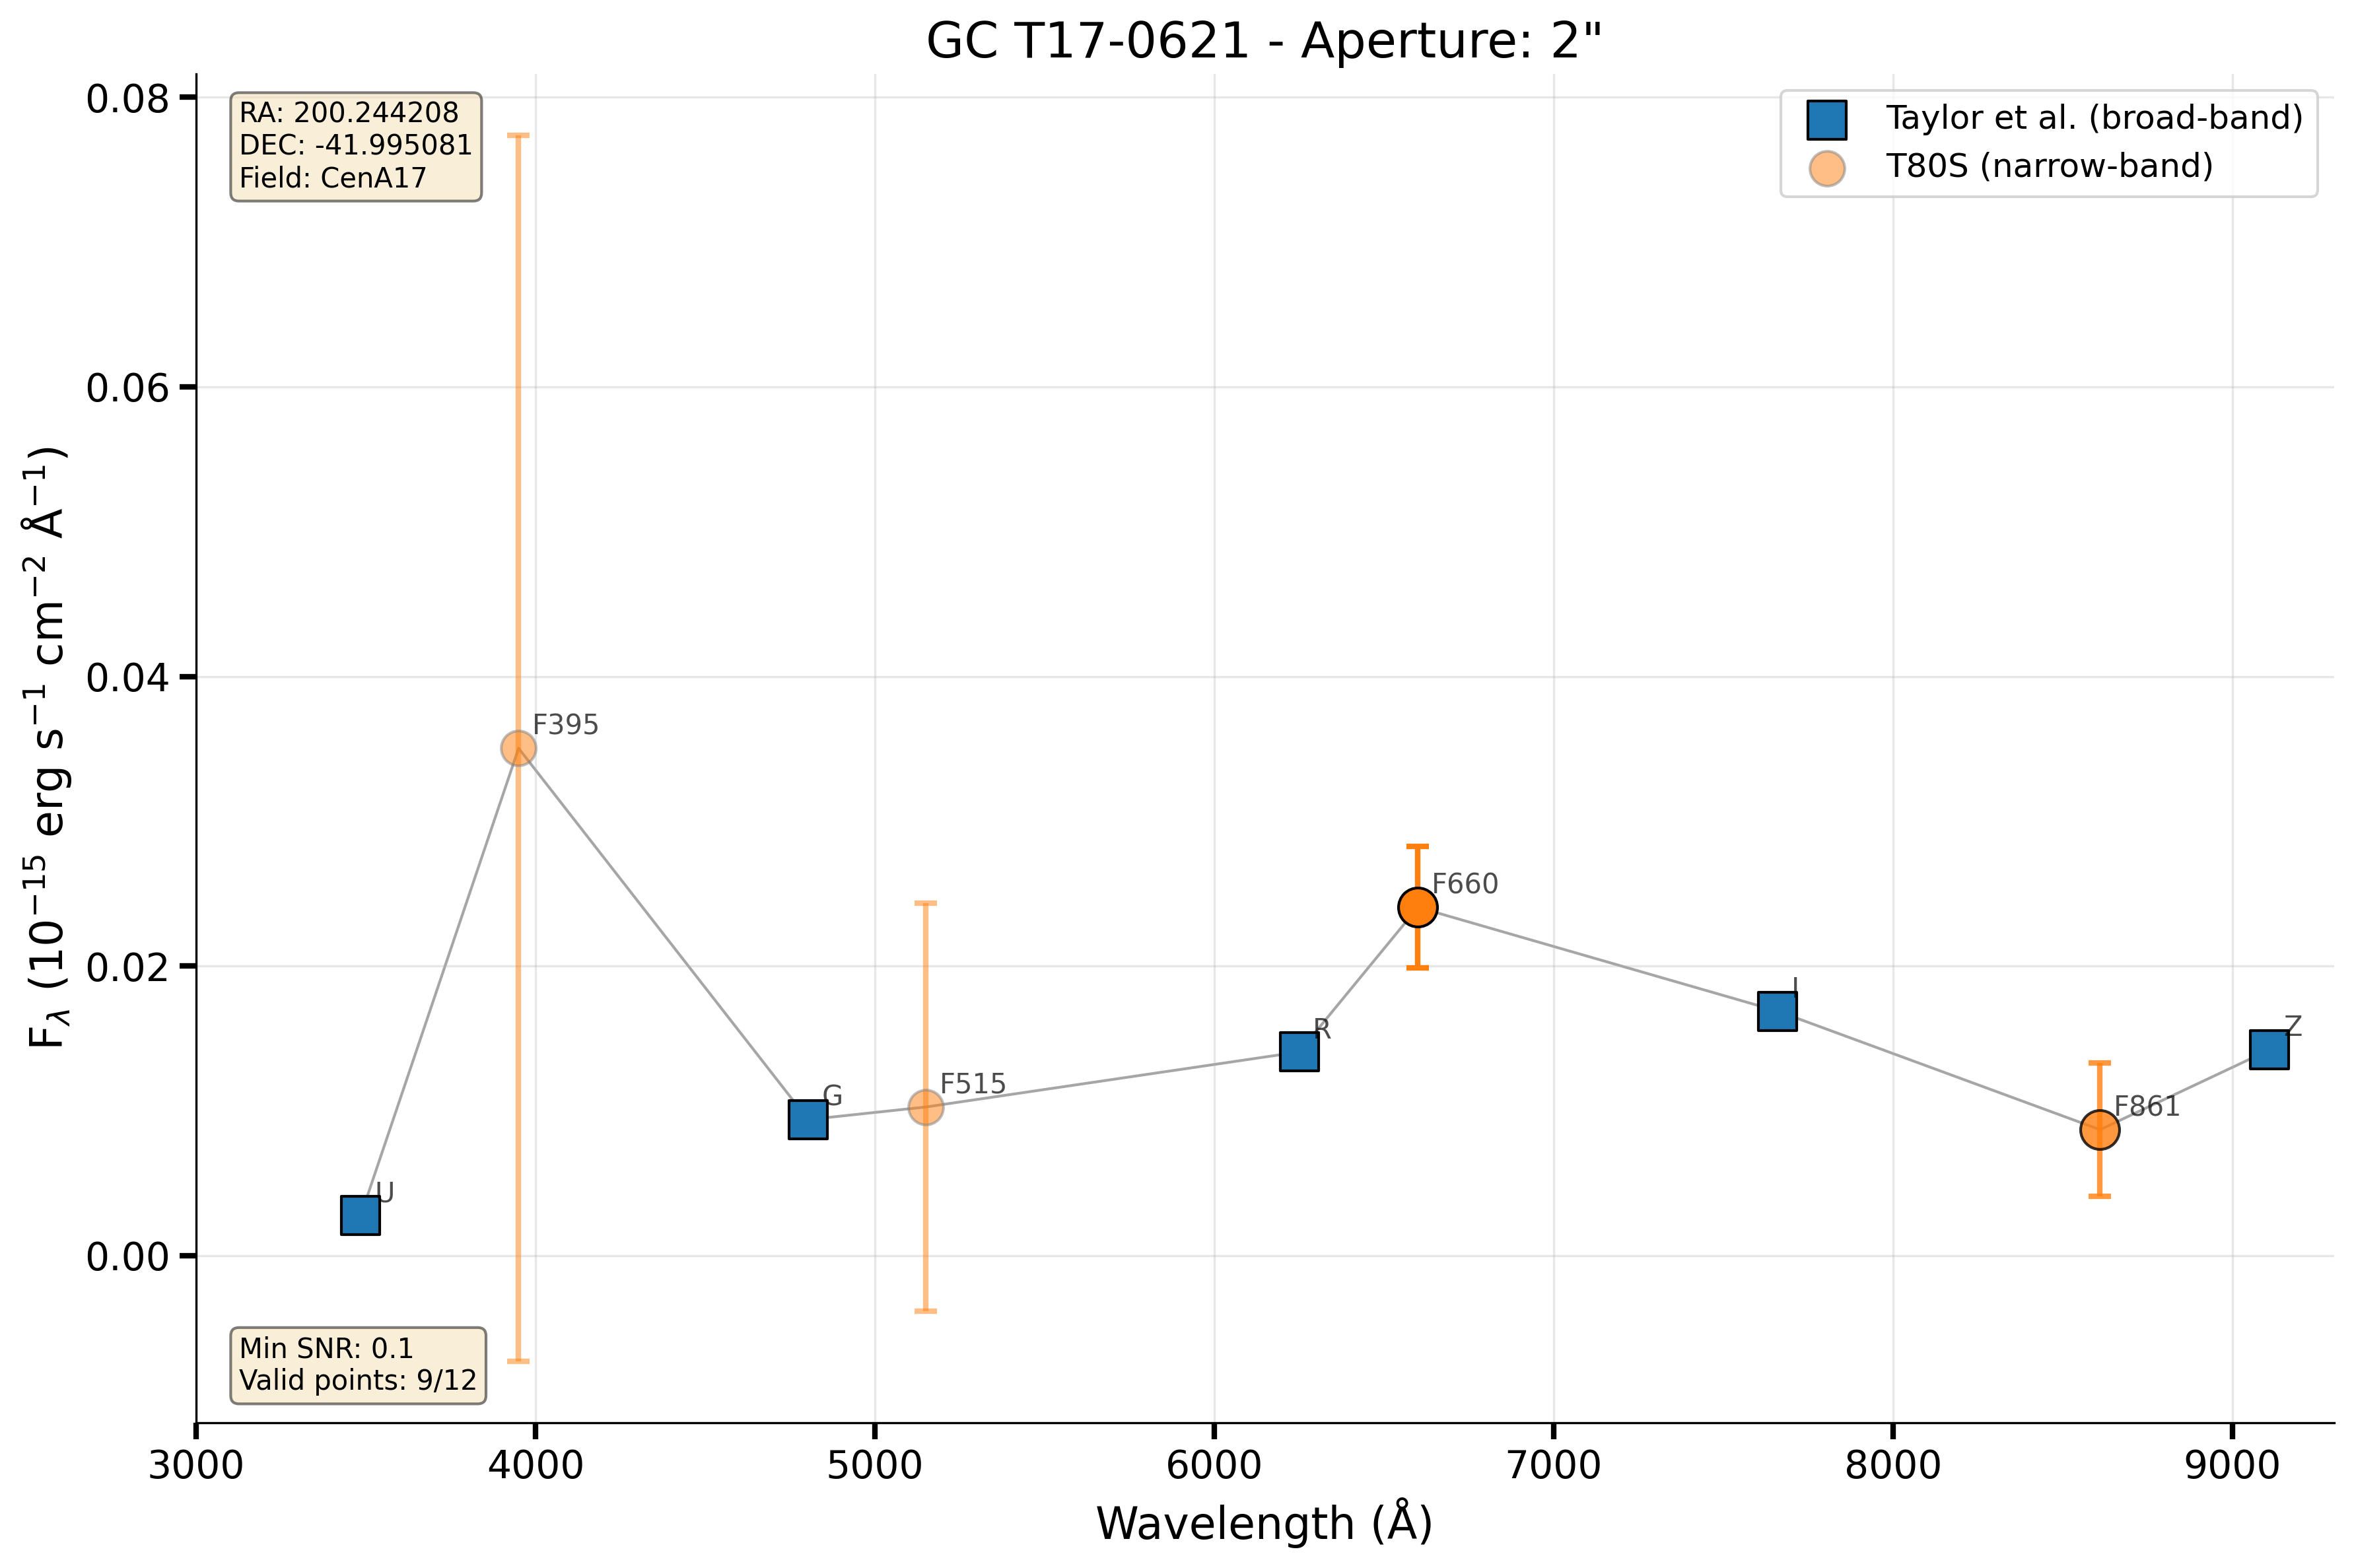 GC T17-0621 - Aperture: 2"
RA: 200.244208
DEC: -41.995081
Field: CenA17
Taylor et al. (broad-band)
T80S (narrow-band)
0.08
0.06
0.04
0.02
0.00
F_λ (10⁻¹⁵ erg s⁻¹ cm⁻² Å⁻¹)
U
F395
G
F515
R
F660
I
F861
Z
Min SNR: 0.1
Valid points: 9/12
3000 4000 5000 6000 7000 8000 9000
Wavelength (Å)